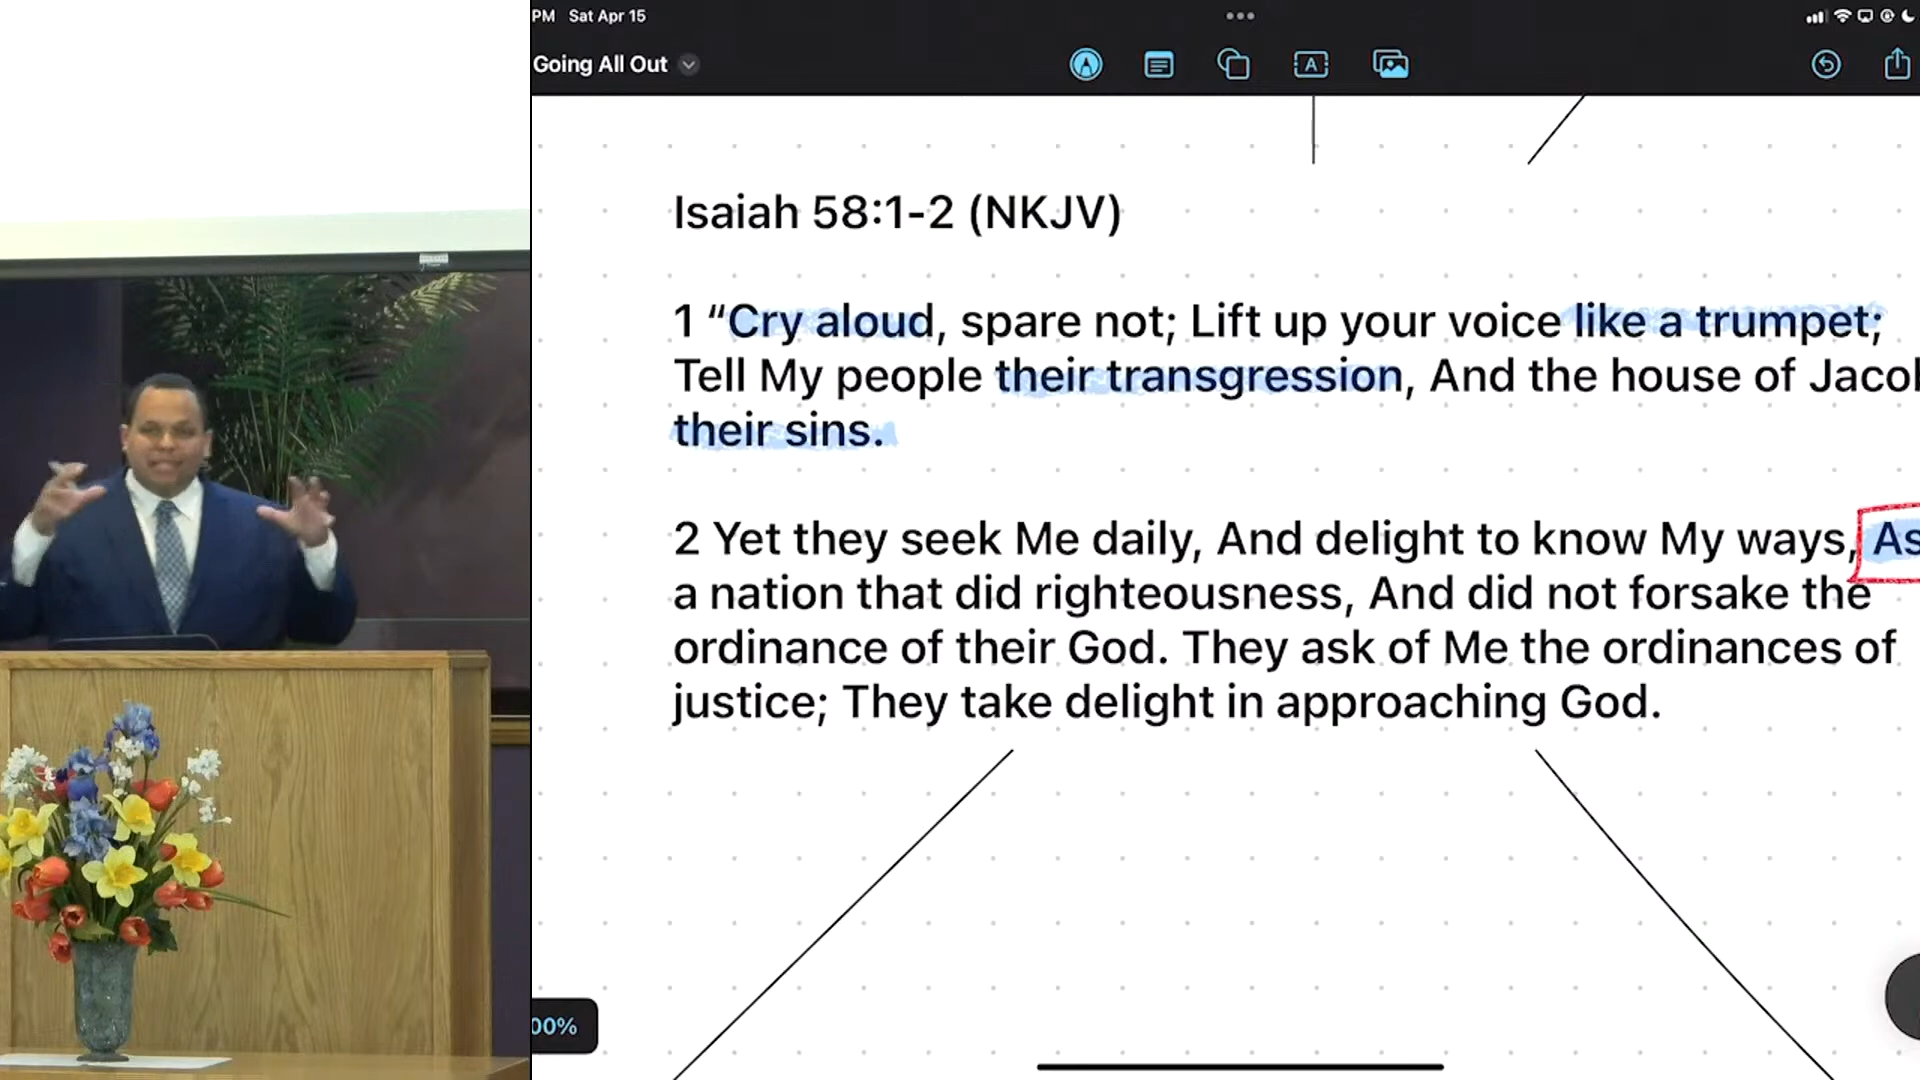 PM Sat Apr 15
Going All Out
Isaiah 58:1-2 (NKJV)
1 “Cry aloud, spare not; Lift up your voice like a trumpet;
Tell My people their transgression, And the house of Jacob
their sins.
2 Yet they seek Me daily, And delight to know My ways, As
a nation that did righteousness, And did not forsake the
ordinance of their God. They ask of Me the ordinances of
justice; They take delight in approaching God.
00%